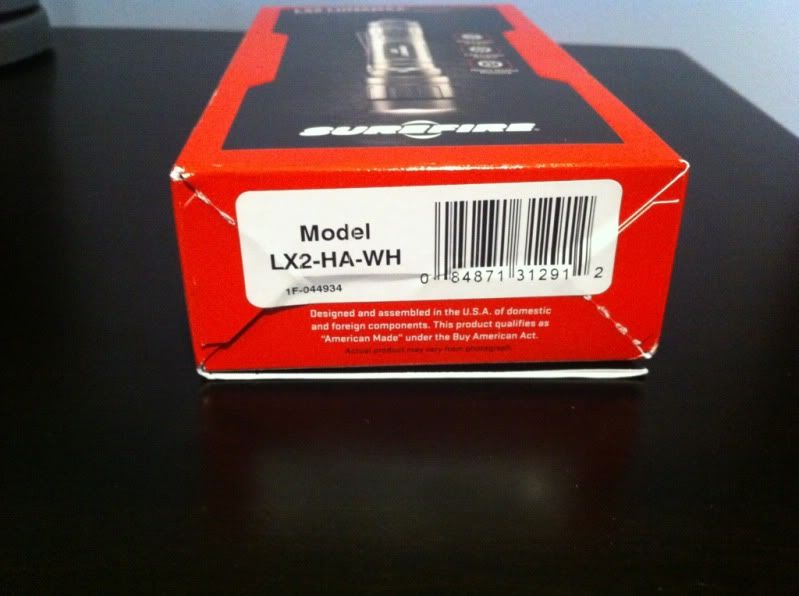 LX2 LUMAMAX
SUREFIRE
Model
LX2-HA-WH
1F-044934
0 84871 31291 2
Designed and assembled in the U.S.A. of domestic
and foreign components. This product qualifies as
"American Made" under the Buy American Act.
Actual product may vary from photograph.